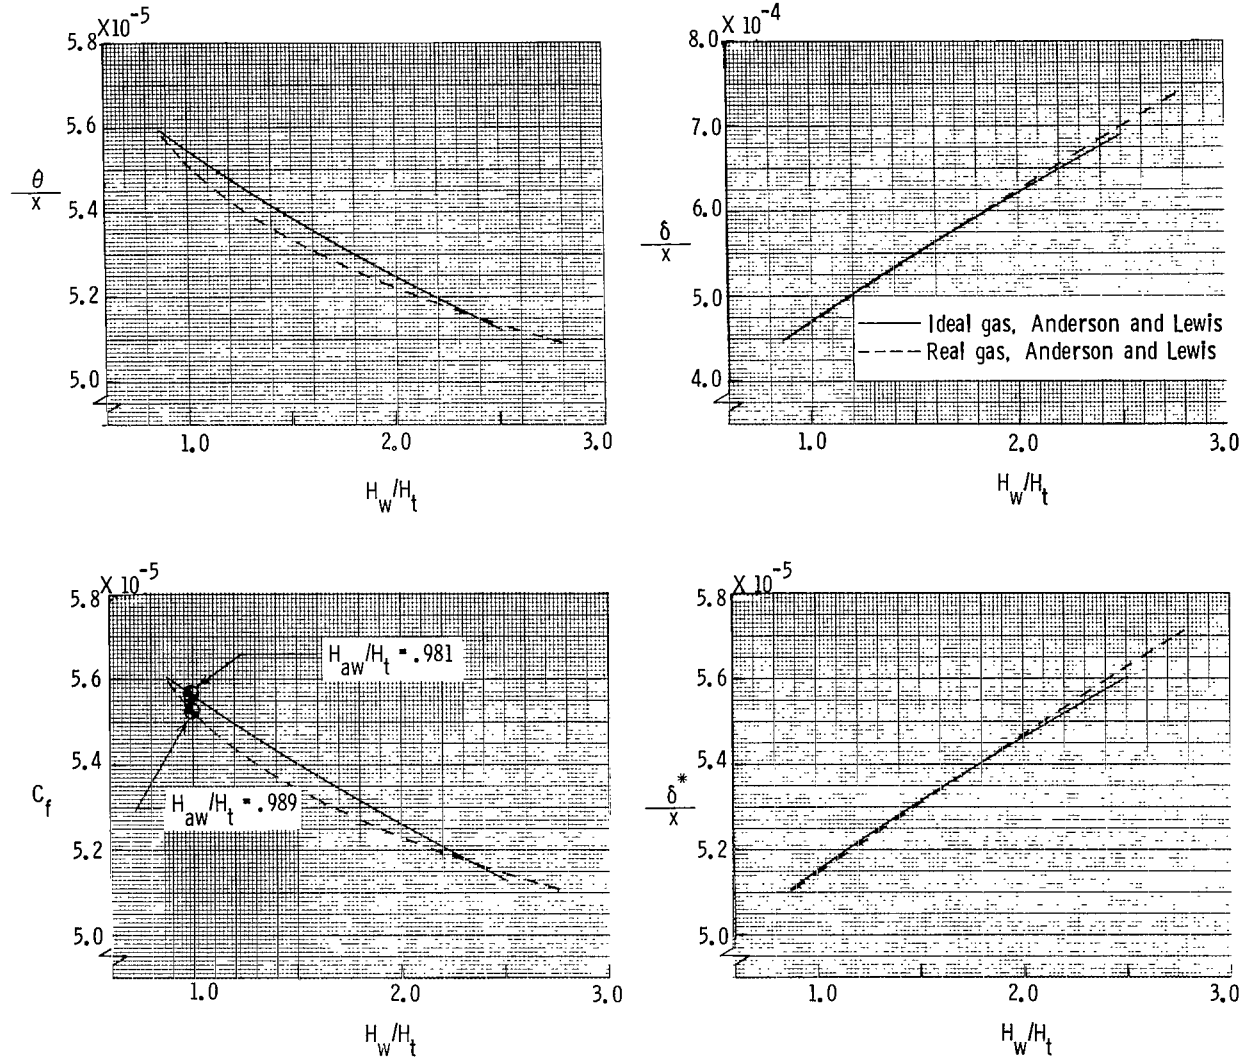 X10⁻⁵
5.8
5.6
5.4
5.2
5.0
θ/x
1.0 2.0 3.0
H_w/H_t
X 10⁻⁴
8.0
7.0
6.0
5.0
4.0
δ/x
Ideal gas, Anderson and Lewis
Real gas, Anderson and Lewis
1.0 2.0 3.0
H_w/H_t
X 10⁻⁵
5.8
5.6
5.4
5.2
5.0
C_f
H_aw/H_t = .981
H_aw/H_t = .989
1.0 2.0 3.0
H_w/H_t
X 10⁻⁵
5.8
5.6
5.4
5.2
5.0
δ*/x
1.0 2.0 3.0
H_w/H_t